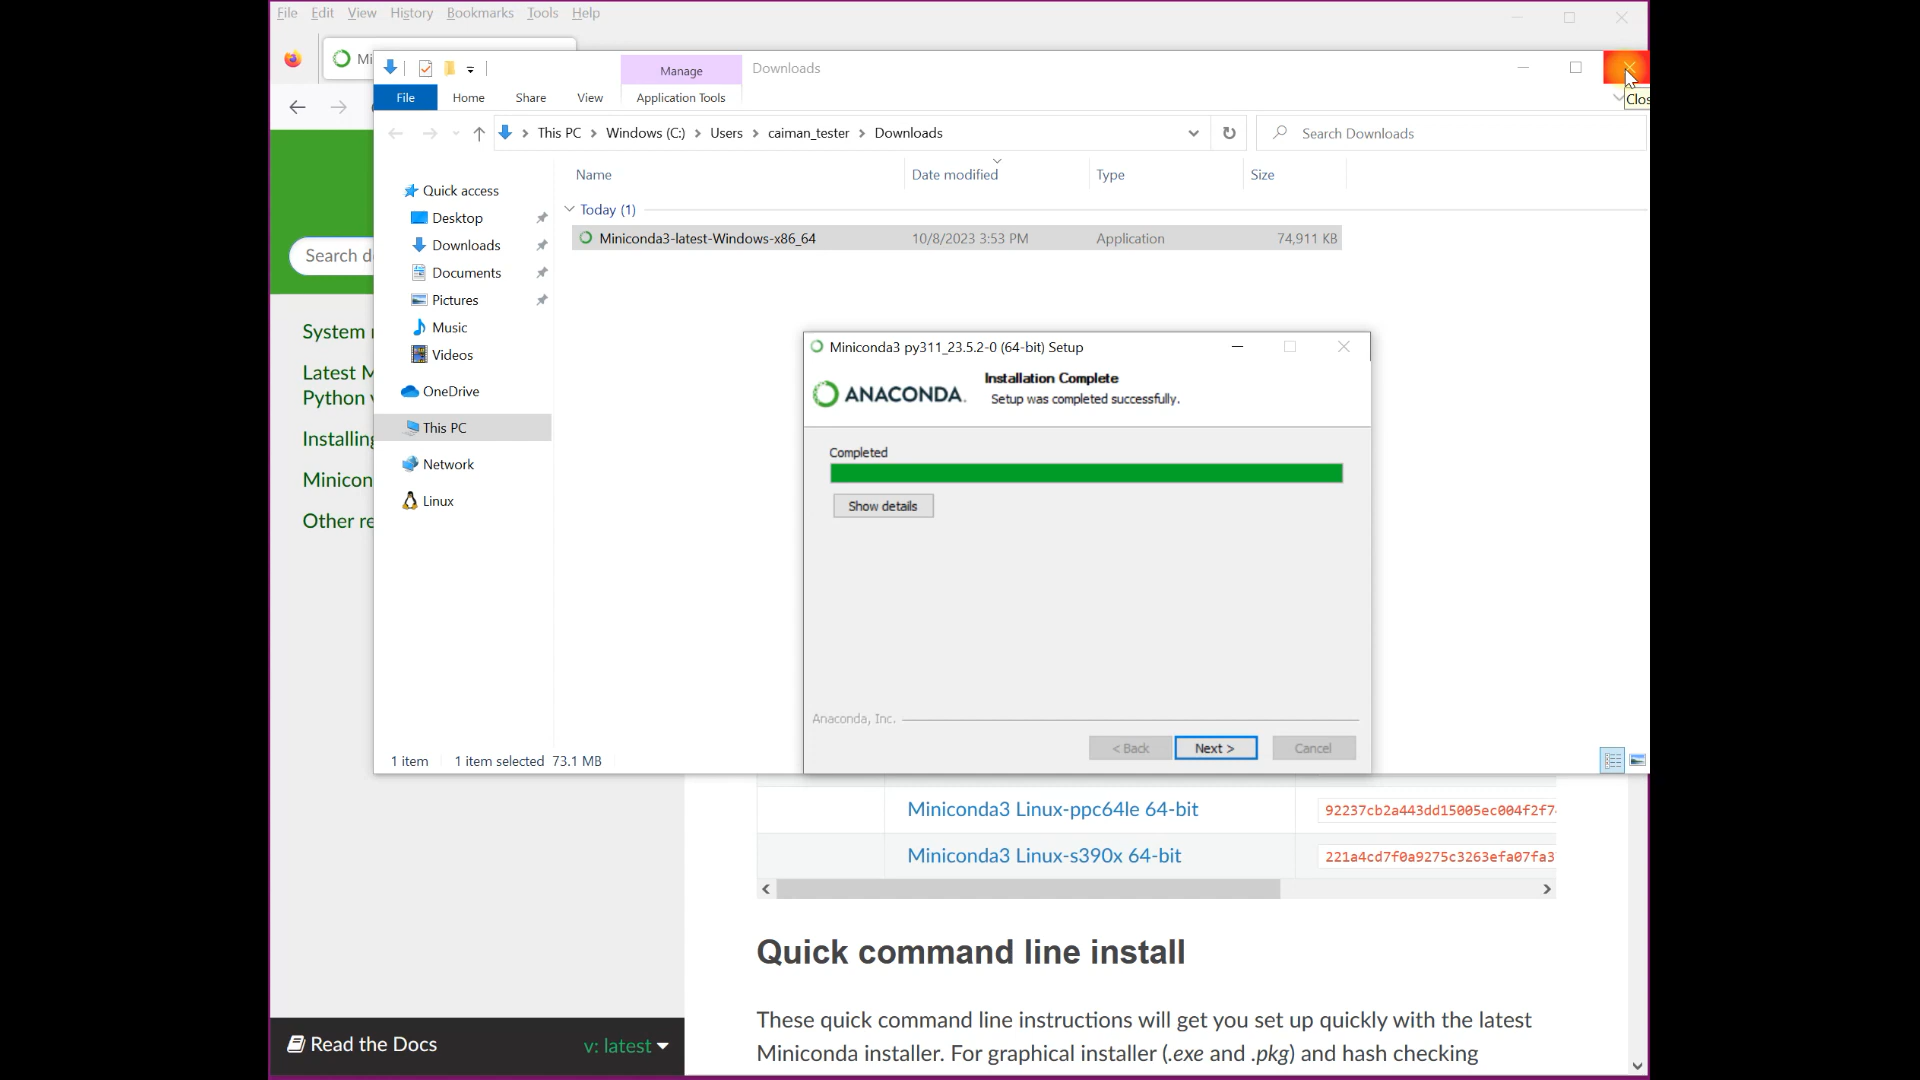 File Edit View History Bookmarks Tools Help
Manage Downloads
File Home Share View Application Tools
This PC > Windows (C:) > Users > caiman_tester > Downloads
Search Downloads
Name Date modified Type Size
Quick access
Desktop
Downloads
Documents
Pictures
Music
Videos
OneDrive
This PC
Network
Linux
Today (1)
Miniconda3-latest-Windows-x86_64 10/8/2023 3:53 PM Application 74,911 KB
Search d
System
Latest M
Python
Installing
Minicon
Other re
Miniconda3 py311_23.5.2-0 (64-bit) Setup
ANACONDA.
Installation Complete
Setup was completed successfully.
Completed
Show details
Anaconda, Inc.
< Back Next > Cancel
1 item 1 item selected 73.1 MB
Miniconda3 Linux-ppc64le 64-bit 92237cb2a443dd15005ec004f2f7
Miniconda3 Linux-s390x 64-bit 221a4cd7f0a9275c3263efa07fa3
Quick command line install
These quick command line instructions will get you set up quickly with the latest
Miniconda installer. For graphical installer (.exe and .pkg) and hash checking
Read the Docs v: latest